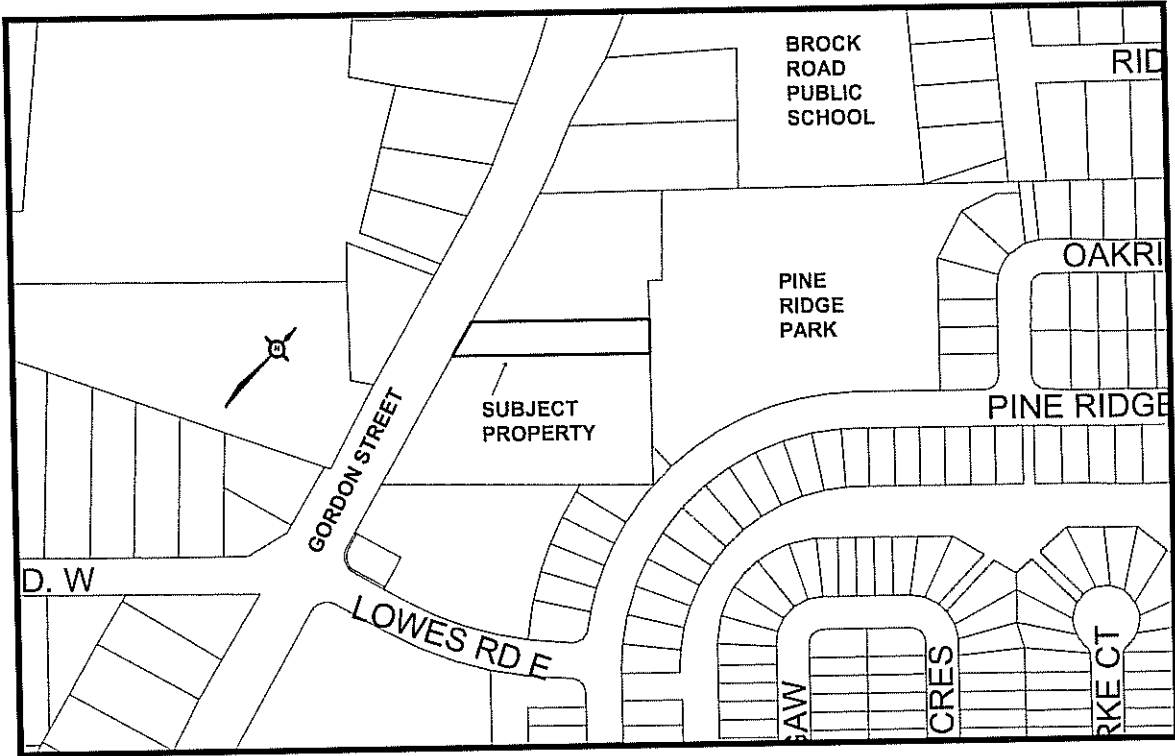 BROCK
ROAD
PUBLIC
SCHOOL
RID
OAKRI
PINE
RIDGE
PARK
N
SUBJECT
PROPERTY
PINE RIDGE
GORDON STREET
D. W
LOWES RD E
GAW
CRES
RKE CT